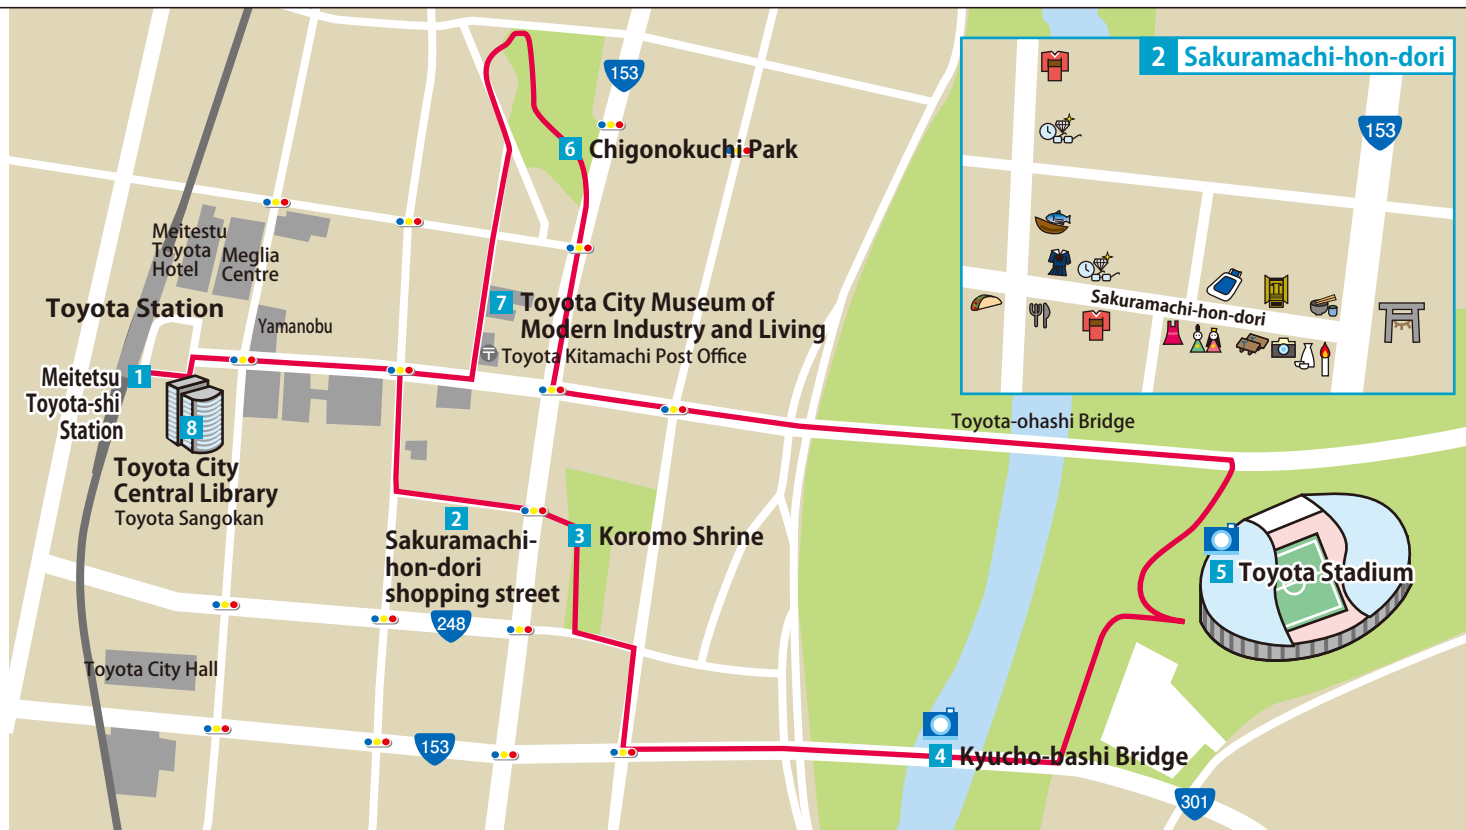 153
2 Sakuramachi-hon-dori
153
Sakuramachi-hon-dori
6 Chigonokuchi Park
Meitestu
Toyota
Hotel
Meglia
Centre
Toyota Station
Yamanobu
7 Toyota City Museum of
Modern Industry and Living
〒 Toyota Kitamachi Post Office
1
Meitetsu
Toyota-shi
Station
8
Toyota City
Central Library
Toyota Sangokan
Toyota-ohashi Bridge
2
Sakuramachi-
hon-dori
shopping street
3 Koromo Shrine
5 Toyota Stadium
248
Toyota City Hall
153
4 Kyucho-bashi Bridge
301